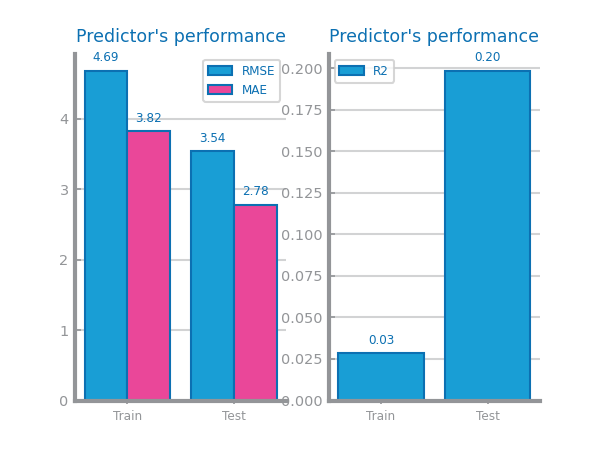 Predictor's performance
4.69
3.82
3.54
2.78
RMSE
MAE
4
3
2
1
0
Train
Test
Predictor's performance
0.20
0.03
R2
0.200
0.175
0.150
0.125
0.100
0.075
0.050
0.025
0.000
Train
Test